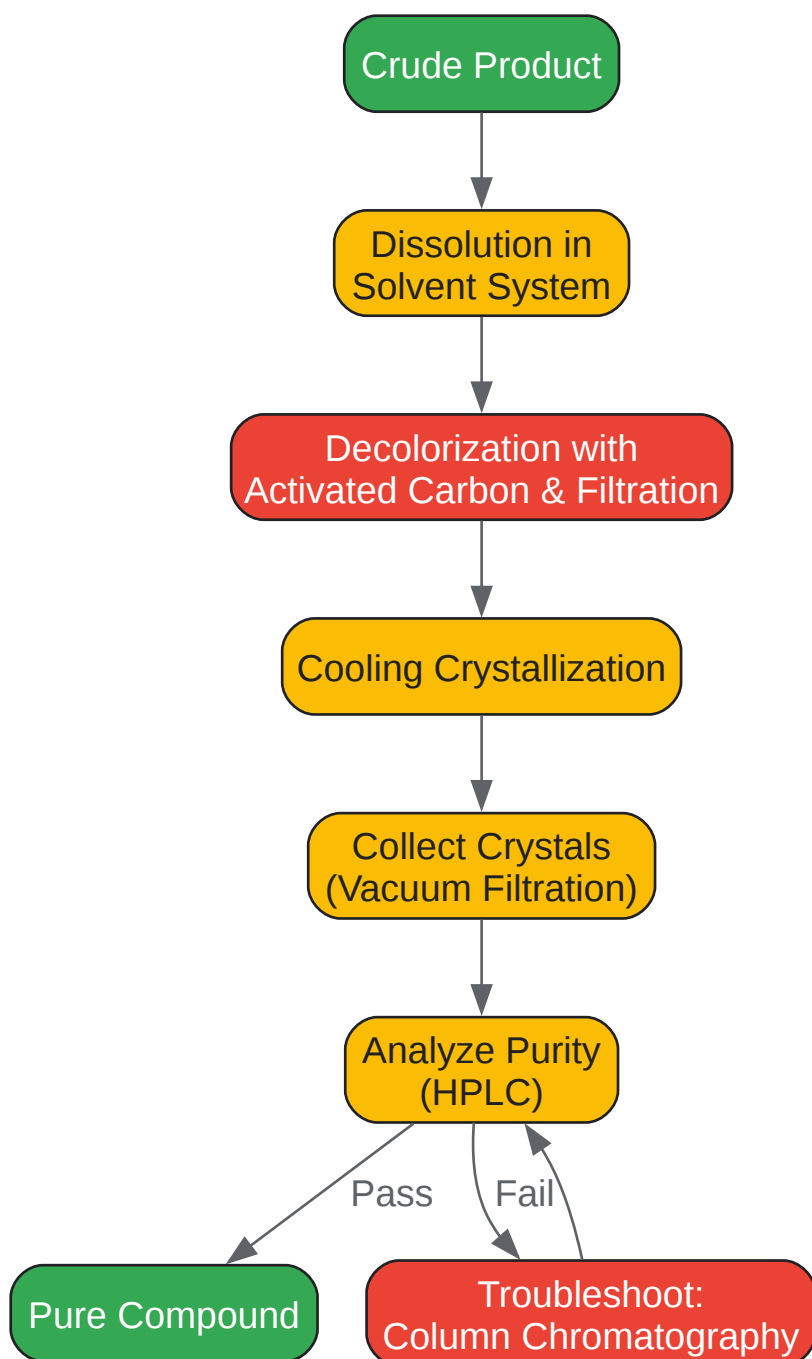 Crude Product
Dissolution in
Solvent System
Decolorization with
Activated Carbon & Filtration
Cooling Crystallization
Collect Crystals
(Vacuum Filtration)
Analyze Purity
(HPLC)
Pass
Fail
Pure Compound
Troubleshoot:
Column Chromatography